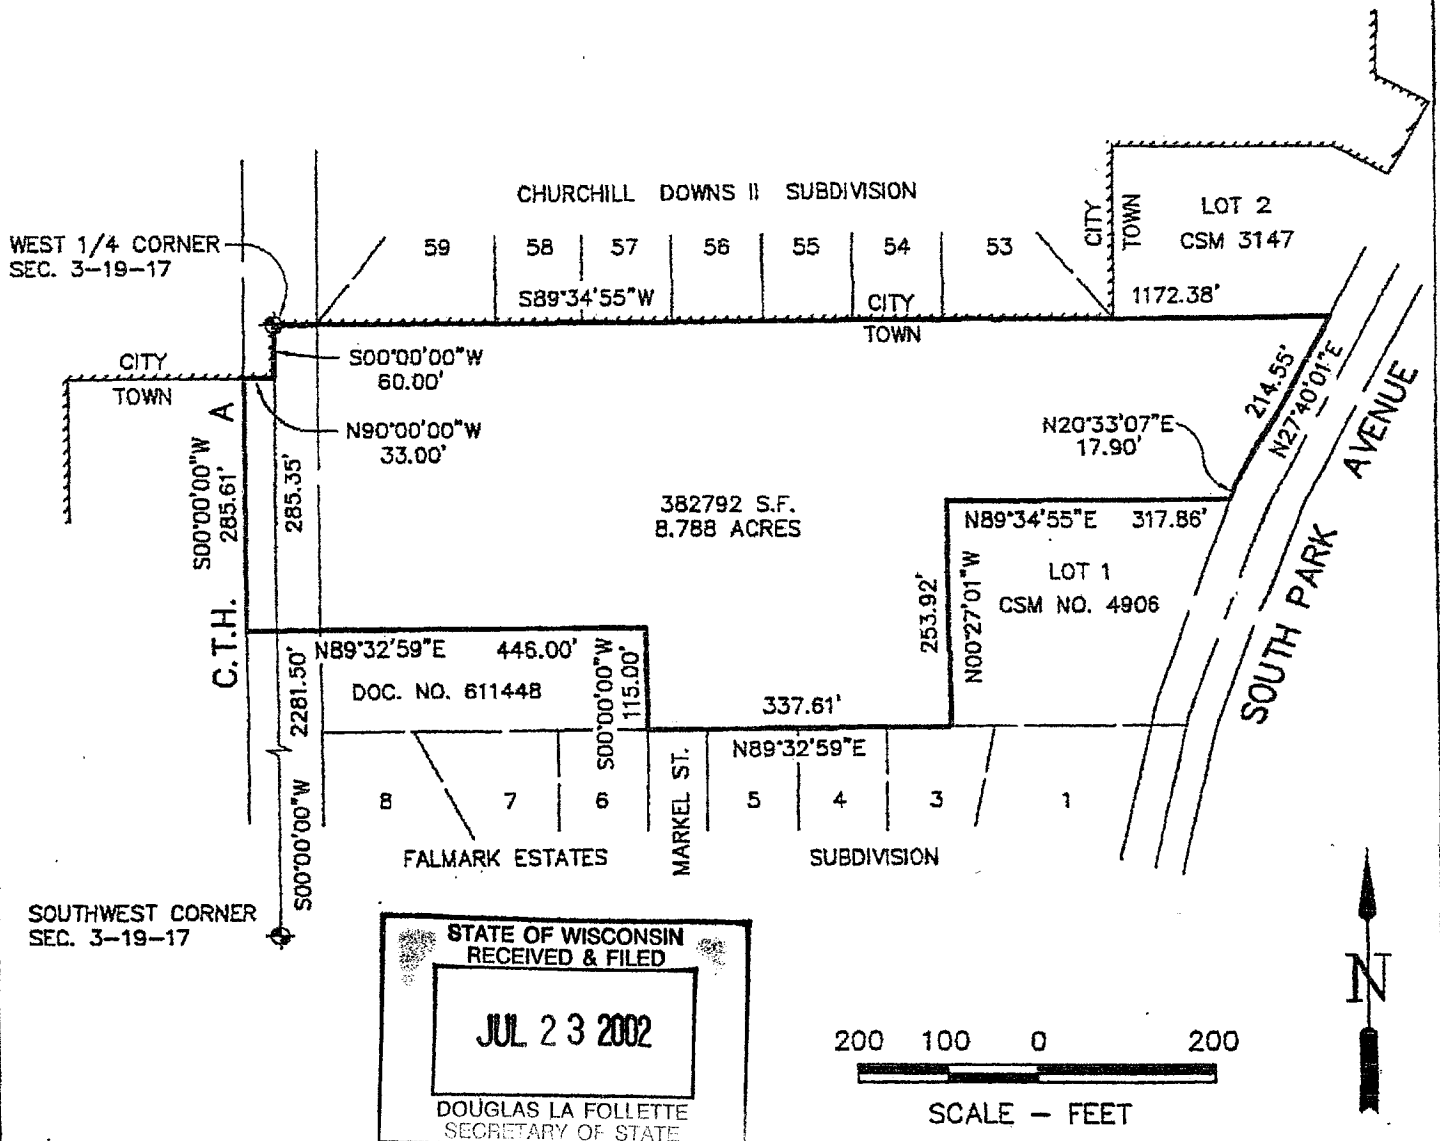 CHURCHILL DOWNS II SUBDIVISION
LOT 2
CSM 3147
CITY
TOWN
WEST 1/4 CORNER
SEC. 3-19-17
59 58 57 56 55 54 53
S89°34'55"W
CITY
1172.38'
TOWN
CITY
TOWN
S00°00'00"W
60.00'
N90°00'00"W
33.00'
214.55'
N27°40'01"E
N20°33'07"E
17.90'
SOUTH PARK AVENUE
C.T.H. A
S00°00'00"W
285.61'
285.35'
382792 S.F.
8.788 ACRES
N89°34'55"E 317.86'
LOT 1
CSM NO. 4906
253.92'
N00°27'01"W
N89°32'59"E 446.00'
DOC. NO. 611448
S00°00'00"W
115.00'
2281.50'
S00°00'00"W
337.61'
N89°32'59"E
8 7 6
MARKEL ST.
5 4 3 1
FALMARK ESTATES SUBDIVISION
SOUTHWEST CORNER
SEC. 3-19-17
STATE OF WISCONSIN
RECEIVED & FILED
JUL 23 2002
DOUGLAS LA FOLLETTE
SECRETARY OF STATE
N
200 100 0 200
SCALE - FEET